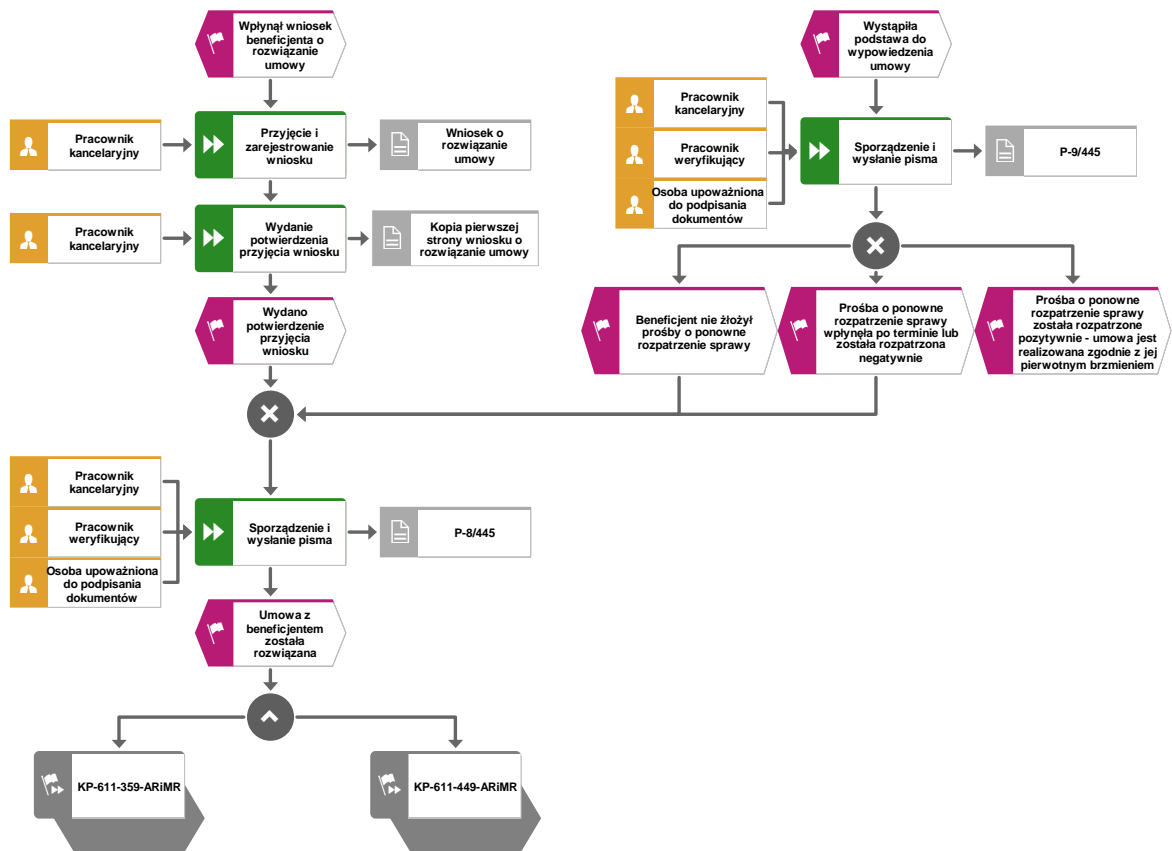 Wpłynął wniosek
beneficjenta o
rozwiązanie
umowy
Wystąpiła
podstawa do
wypowiedzenia
umowy
Pracownik
kancelaryjny
Przyjęcie i
zarejestrowanie
wniosku
Wniosek o
rozwiązanie
umowy
Pracownik
kancelaryjny
Pracownik
weryfikujący
Osoba upoważniona
do podpisania
dokumentów
Sporządzenie i
wysłanie pisma
P-9/445
Pracownik
kancelaryjny
Wydanie
potwierdzenia
przyjęcia wniosku
Kopia pierwszej
strony wniosku o
rozwiązanie umowy
Wydano
potwierdzenie
przyjęcia
wniosku
Beneficjent nie żłożył
prośby o ponowne
rozpatrzenie sprawy
Prośba o ponowne
rozpatrzenie sprawy
wpłynęła po terminie lub
została rozpatrzona
negatywnie
Prośba o ponowne
rozpatrzenie sprawy
została rozpatrzone
pozytywnie - umowa jest
realizowana zgodnie z jej
pierwotnym brzmieniem
Pracownik
kancelaryjny
Pracownik
weryfikujący
Osoba upoważniona
do podpisania
dokumentów
Sporządzenie i
wysłanie pisma
P-8/445
Umowa z
beneficjentem
została
rozwiązana
KP-611-359-ARiMR
KP-611-449-ARiMR